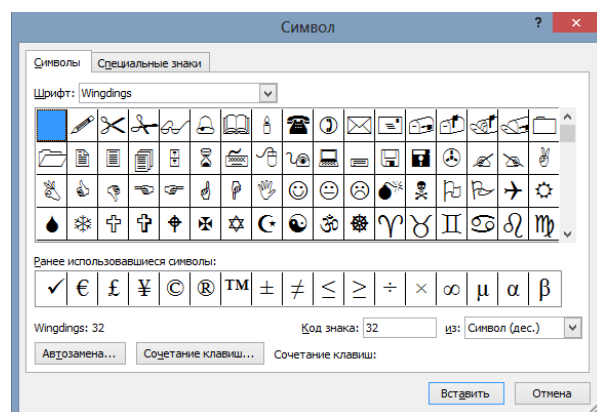 Символ
Символы Специальные знаки
Шрифт: Wingdings
Ранее использовавшиеся символы:
✓ € £ ¥ © ® ™ ± ≠ ≤ ≥ ÷ × ∞ µ α β
Wingdings: 32 Код знака: 32 из: Символ (дес.)
Автозамена... Сочетание клавиш... Сочетание клавиш:
Вставить Отмена